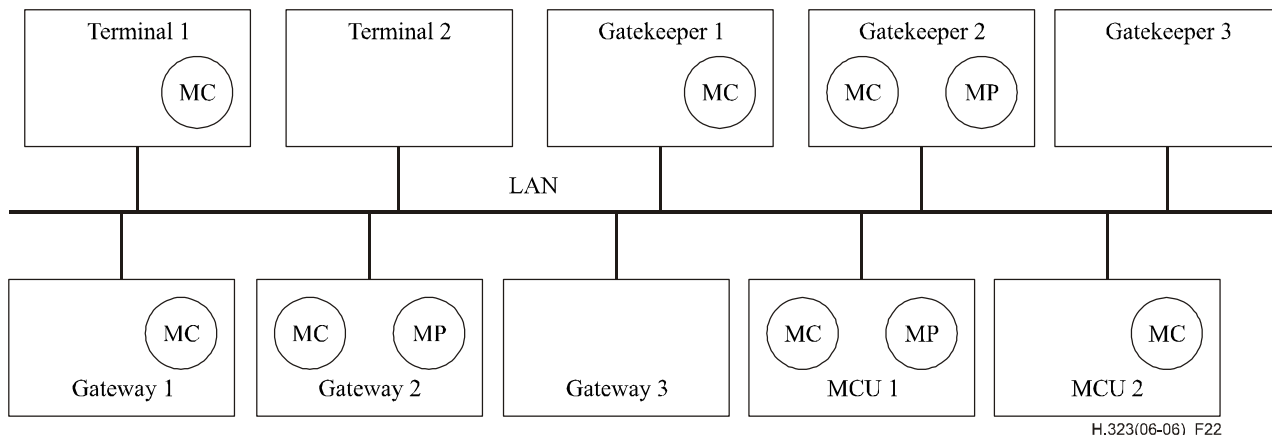 Terminal 1
MC
Terminal 2
Gatekeeper 1
MC
Gatekeeper 2
MC
MP
Gatekeeper 3
LAN
MC
Gateway 1
MC
MP
Gateway 2
Gateway 3
MC
MP
MCU 1
MC
MCU 2
H.323(06-06)_F22